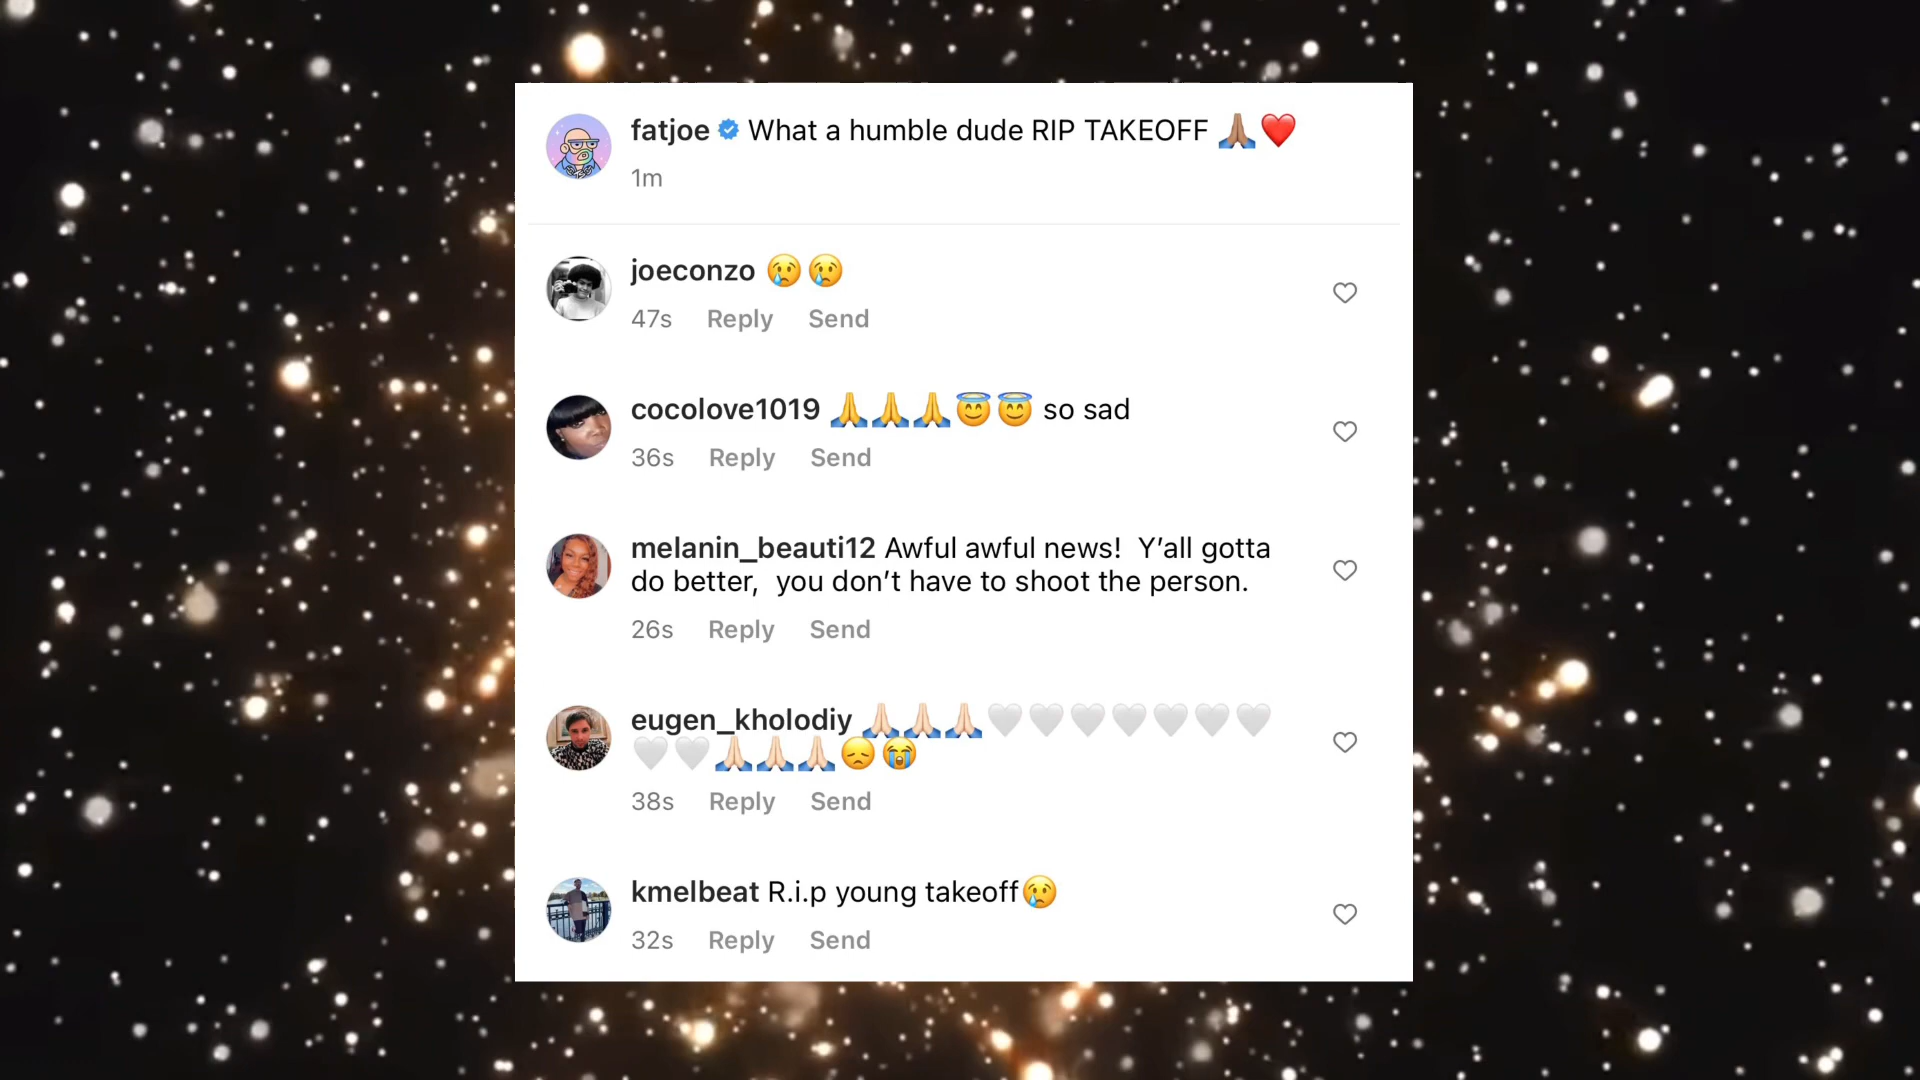 fatjoe What a humble dude RIP TAKEOFF 🙏🏽❤️
1m
joeconzo 😢😢
47s Reply Send
cocolove1019 🙏🙏🙏😇😇 so sad
36s Reply Send
melanin_beauti12 Awful awful news!  Y’all gotta
do better,  you don’t have to shoot the person.
26s Reply Send
eugen_kholodiy 🙏🏻🙏🏻🙏🏻🤍🤍🤍🤍🤍🤍🤍
🤍🤍🙏🏻🙏🏻🙏🏻😞😭
38s Reply Send
kmelbeat R.i.p young takeoff😢
32s Reply Send